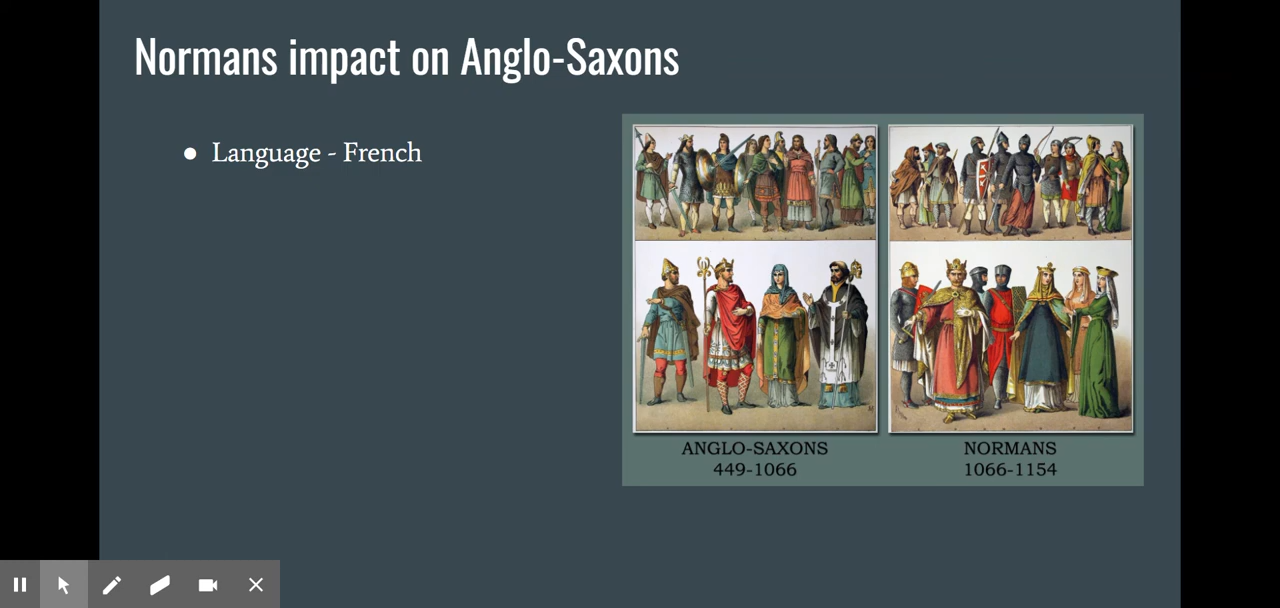 Normans impact on Anglo-Saxons
● Language - French
ANGLO-SAXONS
449-1066
NORMANS
1066-1154